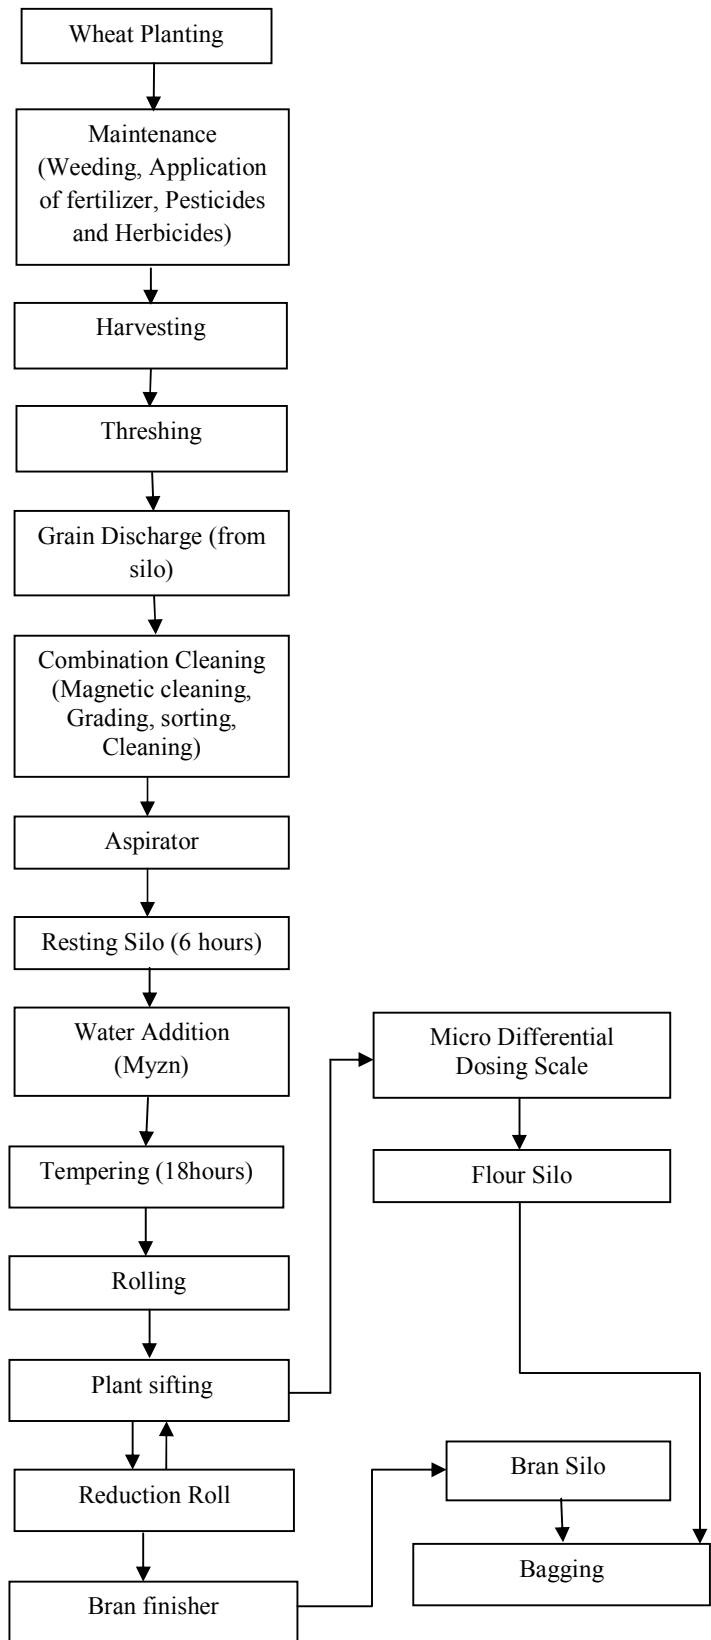 Wheat Planting
Maintenance
(Weeding, Application
of fertilizer, Pesticides
and Herbicides)
Harvesting
Threshing
Grain Discharge (from
silo)
Combination Cleaning
(Magnetic cleaning,
Grading, sorting,
Cleaning)
Aspirator
Resting Silo (6 hours)
Water Addition
(Myzn)
Tempering (18hours)
Rolling
Plant sifting
Reduction Roll
Bran finisher
Micro Differential
Dosing Scale
Flour Silo
Bran Silo
Bagging